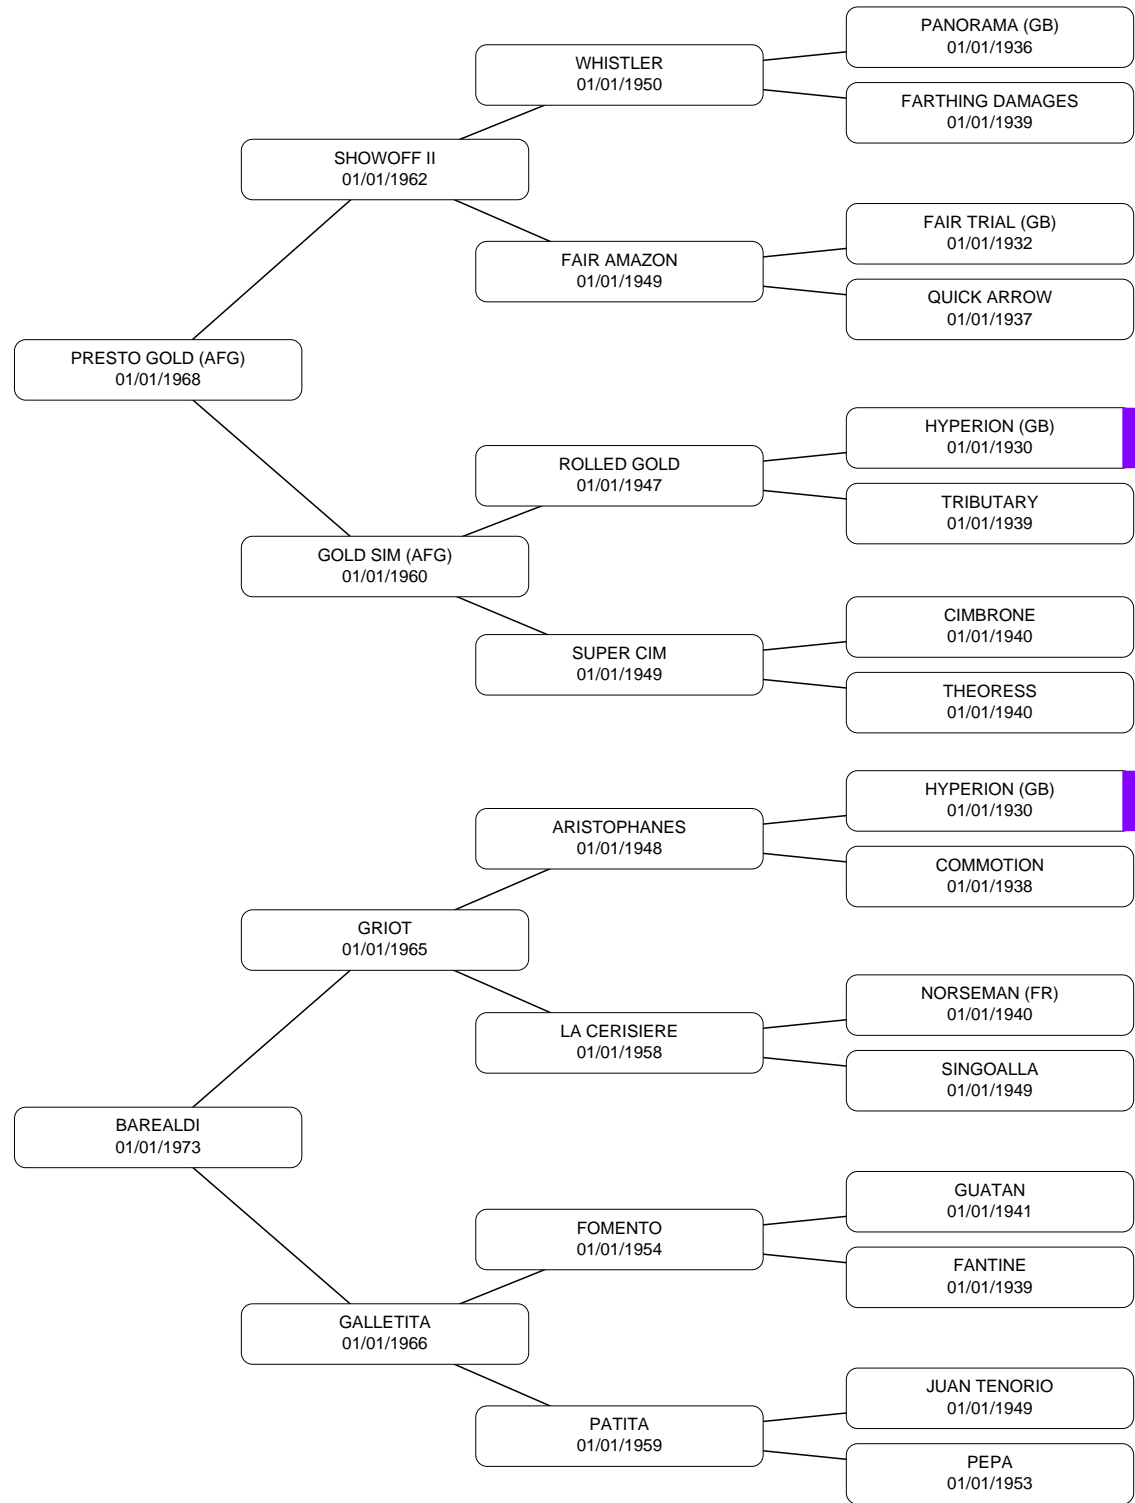 PANORAMA (GB)
01/01/1936
WHISTLER
01/01/1950
FARTHING DAMAGES
01/01/1939
SHOWOFF II
01/01/1962
FAIR TRIAL (GB)
01/01/1932
FAIR AMAZON
01/01/1949
QUICK ARROW
01/01/1937
PRESTO GOLD (AFG)
01/01/1968
HYPERION (GB)
01/01/1930
ROLLED GOLD
01/01/1947
TRIBUTARY
01/01/1939
GOLD SIM (AFG)
01/01/1960
CIMBRONE
01/01/1940
SUPER CIM
01/01/1949
THEORESS
01/01/1940
HYPERION (GB)
01/01/1930
ARISTOPHANES
01/01/1948
COMMOTION
01/01/1938
GRIOT
01/01/1965
NORSEMAN (FR)
01/01/1940
LA CERISIERE
01/01/1958
SINGOALLA
01/01/1949
BAREALDI
01/01/1973
GUATAN
01/01/1941
FOMENTO
01/01/1954
FANTINE
01/01/1939
GALLETITA
01/01/1966
JUAN TENORIO
01/01/1949
PATITA
01/01/1959
PEPA
01/01/1953